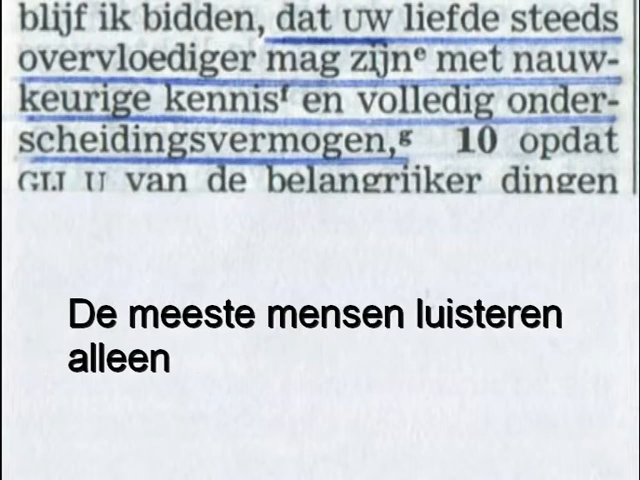 blijf ik bidden, dat UW liefde steeds
overvloediger mag zijnᵉ met nauw-
keurige kennisᶠ en volledig onder-
scheidingsvermogen,ᵍ 10 opdat
GIJ U van de belangrijker dingen
De meeste mensen luisteren
alleen